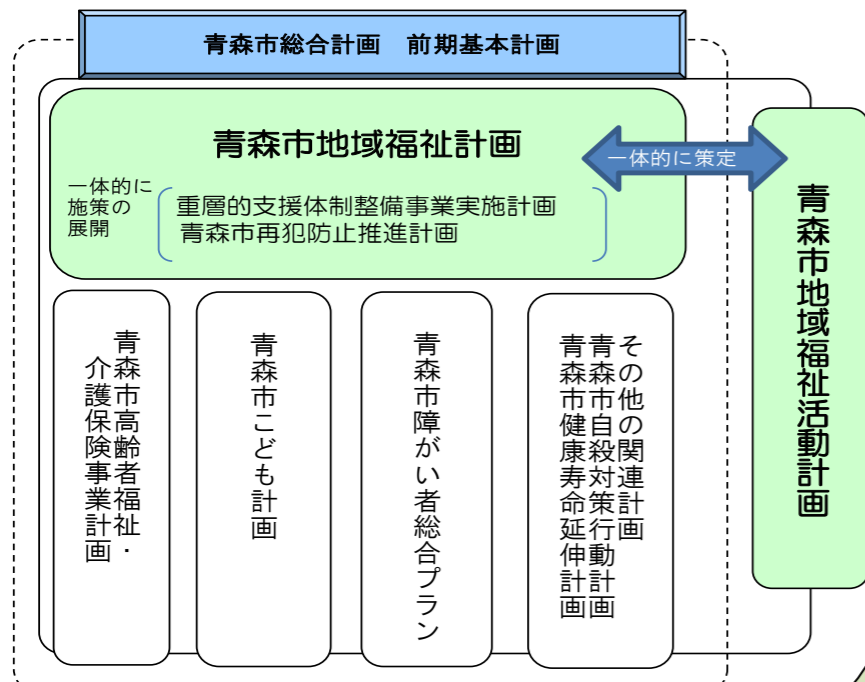 青森市総合計画　前期基本計画
青森市地域福祉計画
一体的に策定
一体的に
施策の
展開
重層的支援体制整備事業実施計画
青森市再犯防止推進計画
青森市地域福祉活動計画
青森市高齢者福祉・
介護保険事業計画
青森市こども計画
青森市障がい者総合プラン
その他の関連計画
青森市自殺対策行動計画
青森市健康寿命延伸計画